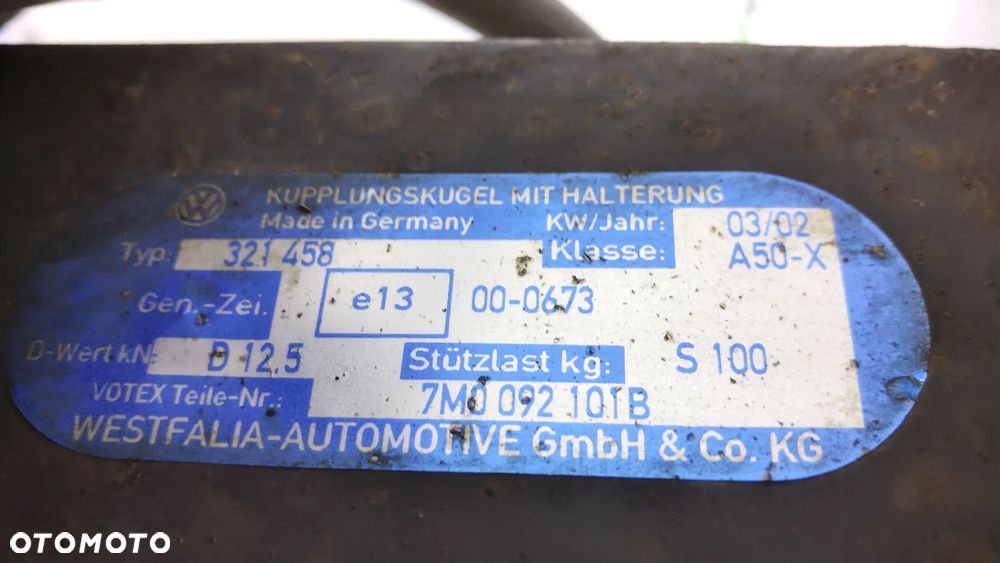 KUPPLUNGSKUGEL MIT HALTERUNG
Made in Germany KW/Jahr: 03/02
Typ: 321 458 Klasse: A50-X
Gen.-Zei. e13 00-0673
D-Wert kN: D 12,5 Stützlast kg: S 100
VOTEX Teile-Nr.: 7M0 092 101B
WESTFALIA-AUTOMOTIVE GmbH & Co. KG
OTOMOTO